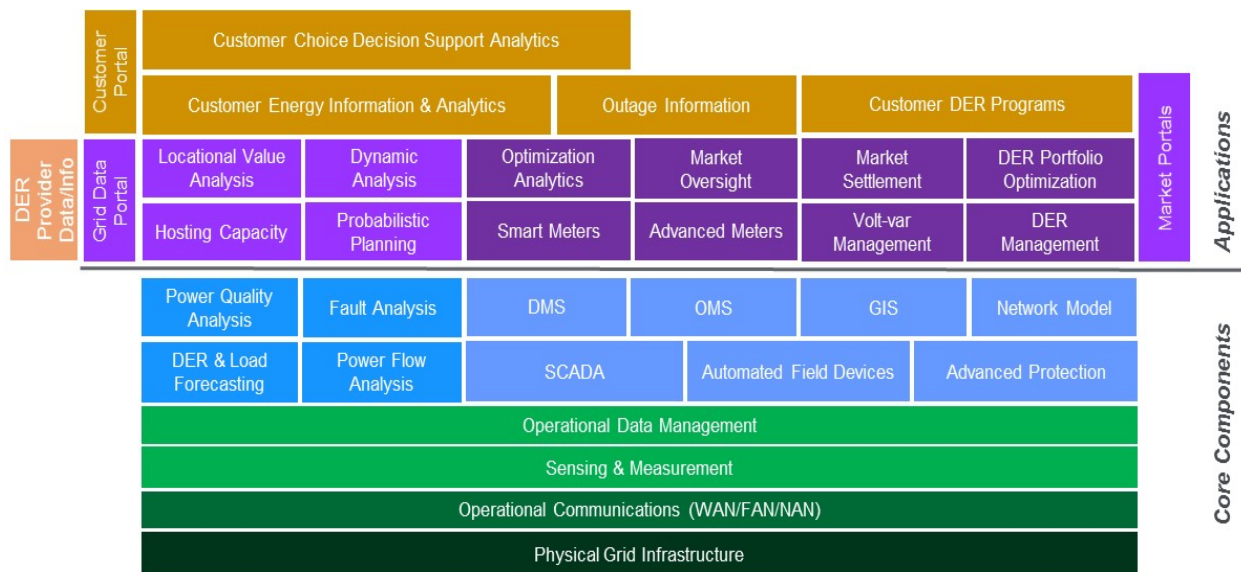 Customer Choice Decision Support Analytics
Customer
Portal
Customer Energy Information & Analytics
Outage Information
Customer DER Programs
DER
Provider
Data/Info
Grid Data
Portal
Locational Value
Analysis
Dynamic
Analysis
Optimization
Analytics
Market
Oversight
Market
Settlement
DER Portfolio
Optimization
Market Portals
Applications
Hosting Capacity
Probabilistic
Planning
Smart Meters
Advanced Meters
Volt-var
Management
DER
Management
Power Quality
Analysis
Fault Analysis
DMS
OMS
GIS
Network Model
DER & Load
Forecasting
Power Flow
Analysis
SCADA
Automated Field Devices
Advanced Protection
Core Components
Operational Data Management
Sensing & Measurement
Operational Communications (WAN/FAN/NAN)
Physical Grid Infrastructure